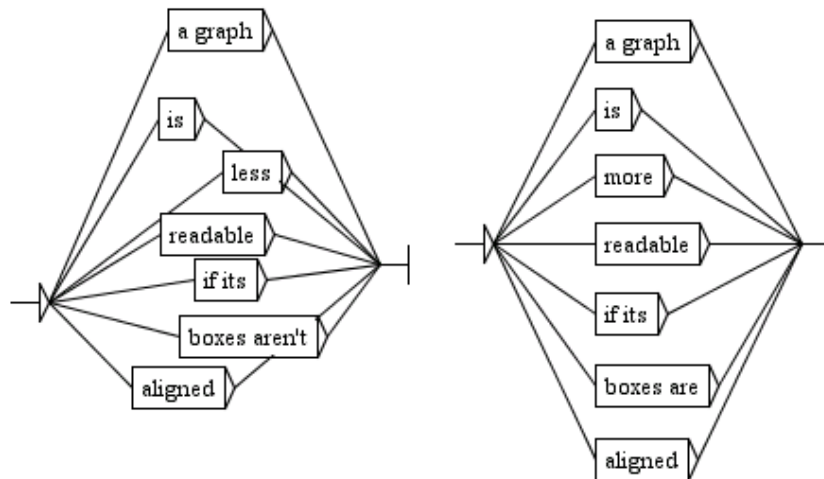 a graph
is
less
readable
if its
boxes aren't
aligned
a graph
is
more
readable
if its
boxes are
aligned